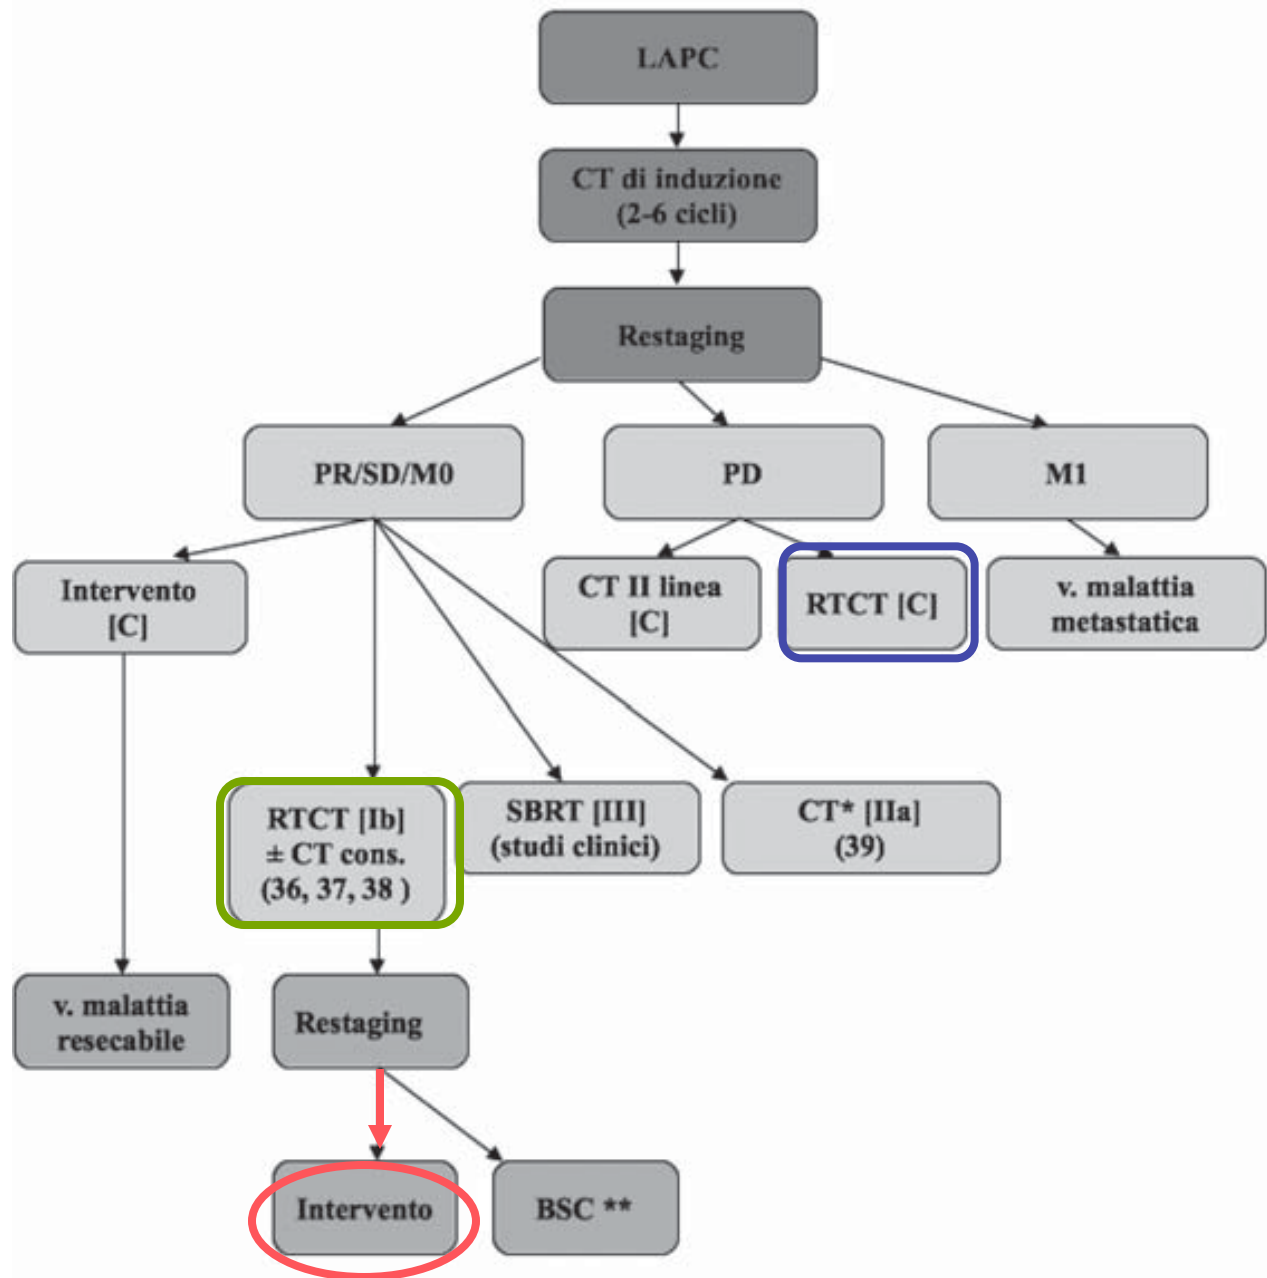 LAPC
CT di induzione
(2-6 cicli)
Restaging
PR/SD/M0
PD
M1
Intervento
[C]
CT II linea
[C]
RTCT [C]
v. malattia
metastatica
RTCT [Ib]
± CT cons.
(36, 37, 38 )
SBRT [III]
(studi clinici)
CT* [IIa]
(39)
v. malattia
resecabile
Restaging
Intervento
BSC **